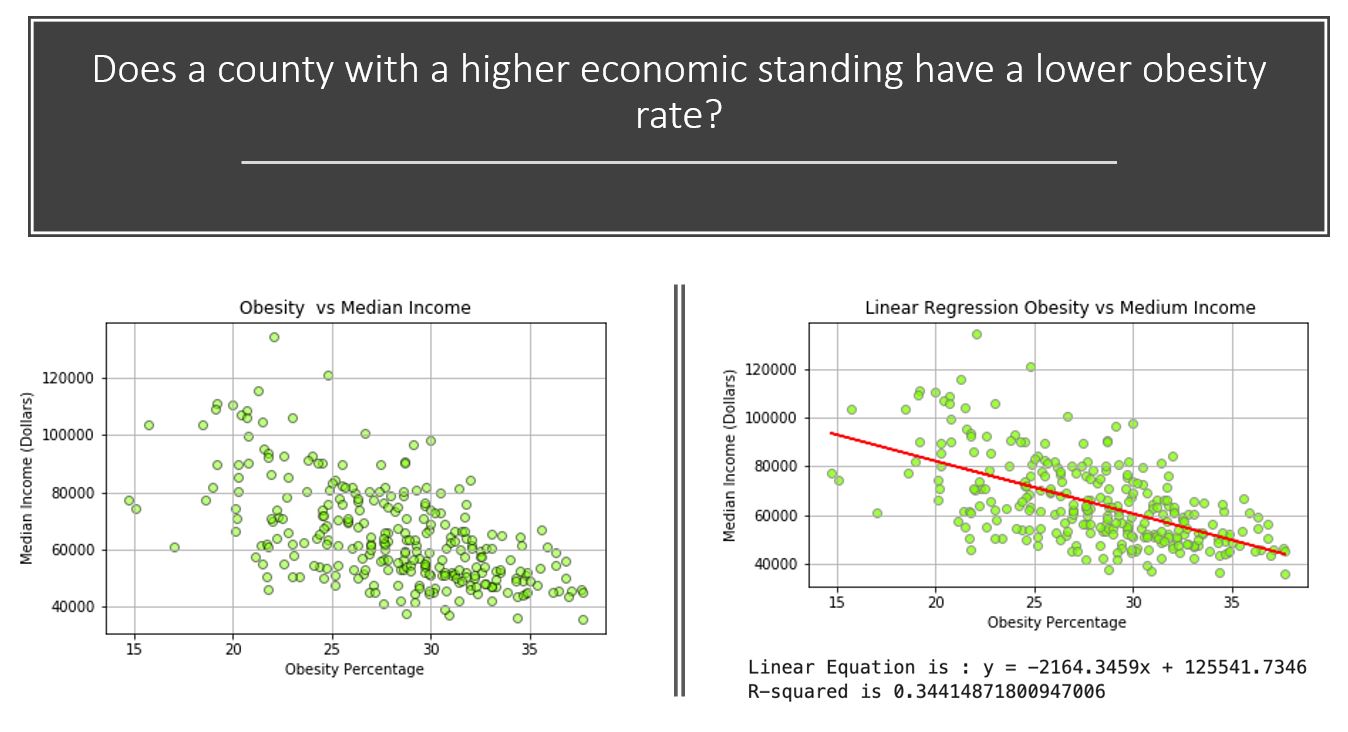 Does a county with a higher economic standing have a lower obesity
rate?
Obesity  vs Median Income
120000
100000
80000
60000
40000
Median Income (Dollars)
15 20 25 30 35
Obesity Percentage
Linear Regression Obesity vs Medium Income
120000
100000
80000
60000
40000
Median Income (Dollars)
15 20 25 30 35
Obesity Percentage
Linear Equation is : y = −2164.3459x + 125541.7346
R−squared is 0.34414871800947006